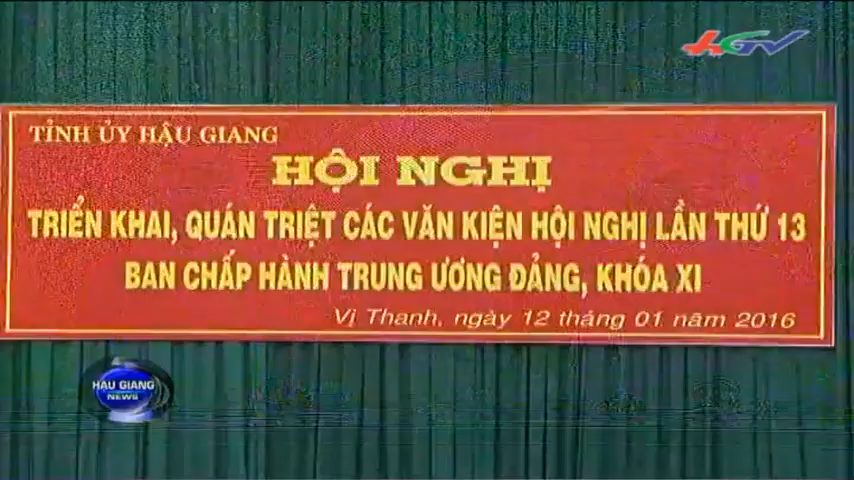 HGV
TỈNH ỦY HẬU GIANG
HỘI NGHỊ
TRIỂN KHAI, QUÁN TRIỆT CÁC VĂN KIỆN HỘI NGHỊ LẦN THỨ 13
BAN CHẤP HÀNH TRUNG ƯƠNG ĐẢNG, KHÓA XI
Vị Thanh, ngày 12 tháng 01 năm 2016
HẬU GIANG
NEWS